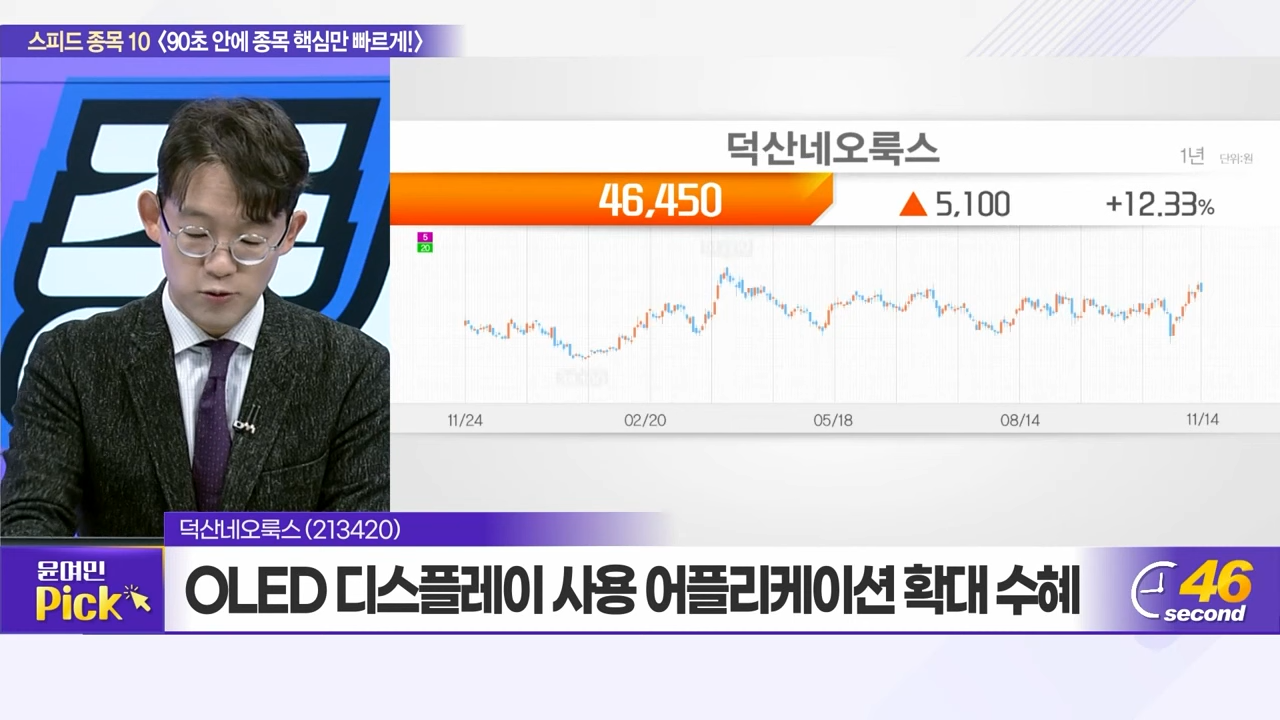 스피드 종목 10 〈90초 안에 종목 핵심만 빠르게!〉
덕산네오룩스
1년 단위:원
46,450 ▲ 5,100 +12.33%
5
20
11/24 02/20 05/18 08/14 11/14
덕산네오룩스 (213420)
윤여민
Pick
OLED 디스플레이 사용 어플리케이션 확대 수혜
46
second